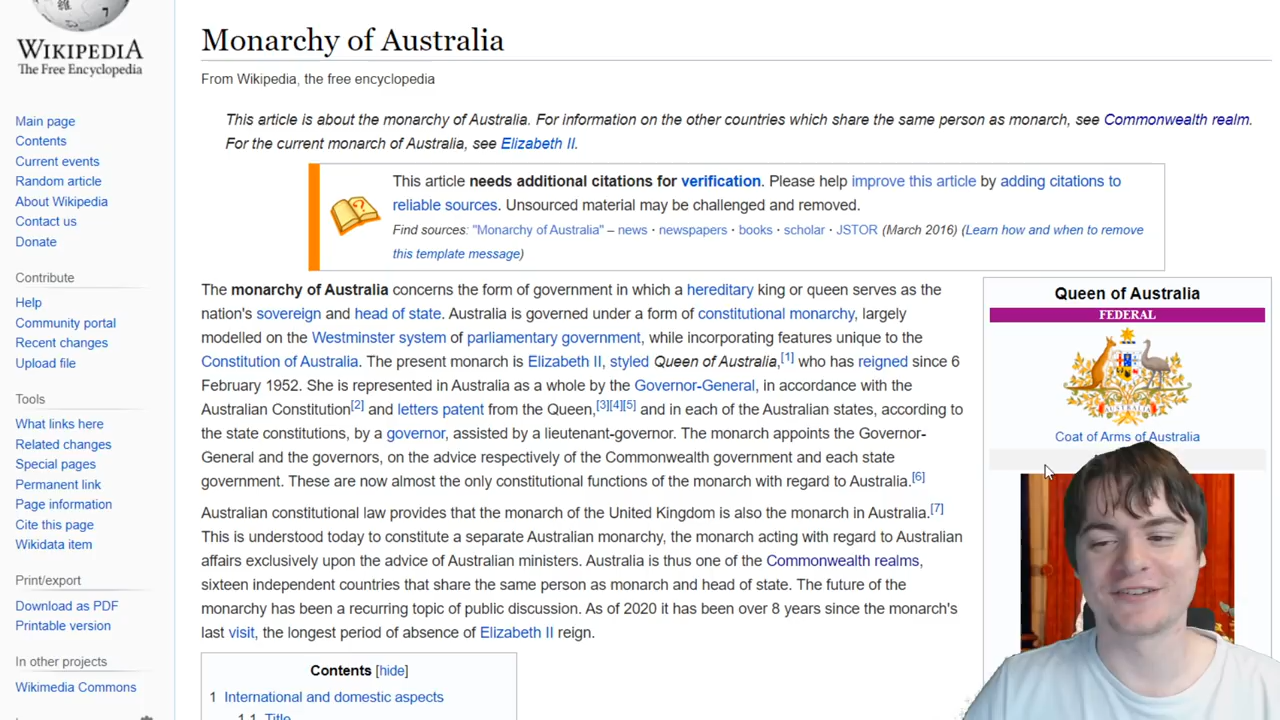 WIKIPEDIA
The Free Encyclopedia
Main page
Contents
Current events
Random article
About Wikipedia
Contact us
Donate
Contribute
Help
Community portal
Recent changes
Upload file
Tools
What links here
Related changes
Special pages
Permanent link
Page information
Cite this page
Wikidata item
Print/export
Download as PDF
Printable version
In other projects
Wikimedia Commons
Monarchy of Australia
From Wikipedia, the free encyclopedia
This article is about the monarchy of Australia. For information on the other countries which share the same person as monarch, see Commonwealth realm.
For the current monarch of Australia, see Elizabeth II.
This article needs additional citations for verification. Please help improve this article by adding citations to
reliable sources. Unsourced material may be challenged and removed.
Find sources: "Monarchy of Australia" – news · newspapers · books · scholar · JSTOR (March 2016) (Learn how and when to remove
this template message)
The monarchy of Australia concerns the form of government in which a hereditary king or queen serves as the
nation's sovereign and head of state. Australia is governed under a form of constitutional monarchy, largely
modelled on the Westminster system of parliamentary government, while incorporating features unique to the
Constitution of Australia. The present monarch is Elizabeth II, styled Queen of Australia,[1] who has reigned since 6
February 1952. She is represented in Australia as a whole by the Governor-General, in accordance with the
Australian Constitution[2] and letters patent from the Queen,[3][4][5] and in each of the Australian states, according to
the state constitutions, by a governor, assisted by a lieutenant-governor. The monarch appoints the Governor-
General and the governors, on the advice respectively of the Commonwealth government and each state
government. These are now almost the only constitutional functions of the monarch with regard to Australia.[6]
Australian constitutional law provides that the monarch of the United Kingdom is also the monarch in Australia.[7]
This is understood today to constitute a separate Australian monarchy, the monarch acting with regard to Australian
affairs exclusively upon the advice of Australian ministers. Australia is thus one of the Commonwealth realms,
sixteen independent countries that share the same person as monarch and head of state. The future of the
monarchy has been a recurring topic of public discussion. As of 2020 it has been over 8 years since the monarch's
last visit, the longest period of absence of Elizabeth II reign.
Contents [hide]
1 International and domestic aspects
1.1 Title
Queen of Australia
FEDERAL
AUSTRALIA
Coat of Arms of Australia